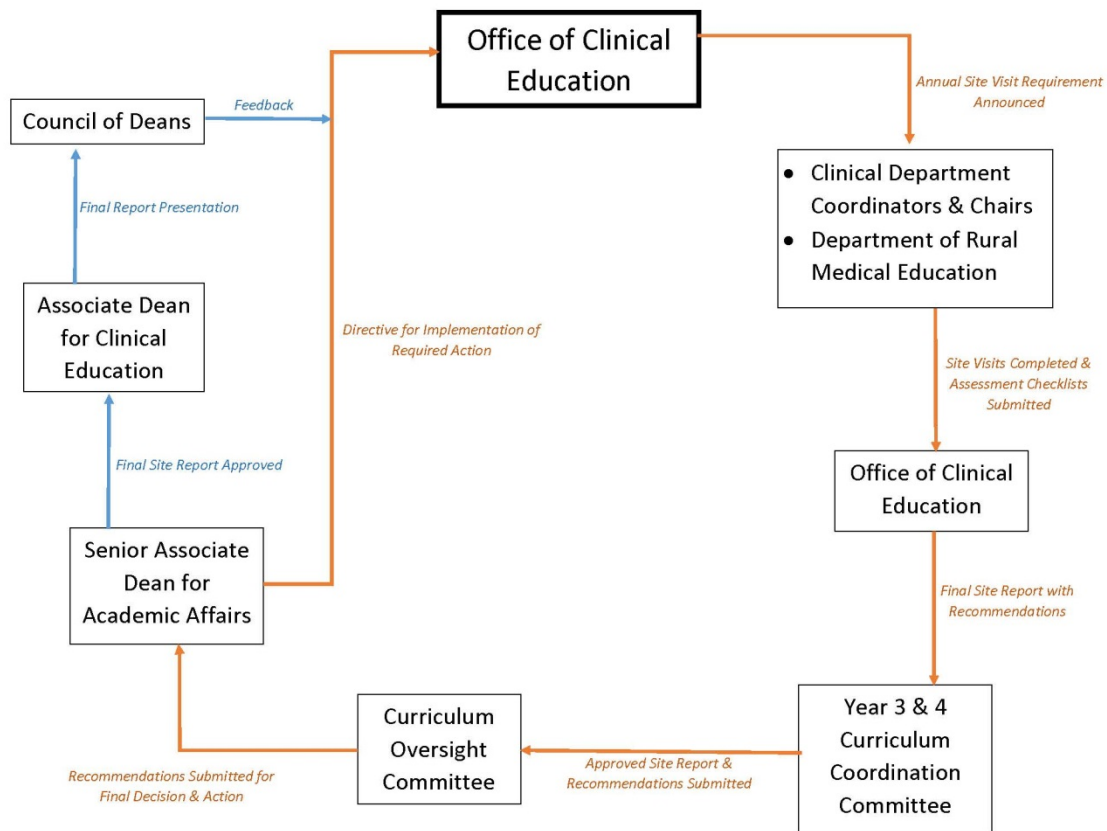 Office of Clinical
Education
Annual Site Visit Requirement
Announced
• Clinical Department
Coordinators & Chairs
• Department of Rural
Medical Education
Site Visits Completed &
Assessment Checklists
Submitted
Office of Clinical
Education
Final Site Report with
Recommendations
Year 3 & 4
Curriculum
Coordination
Committee
Approved Site Report &
Recommendations Submitted
Curriculum
Oversight
Committee
Recommendations Submitted for
Final Decision & Action
Senior Associate
Dean for
Academic Affairs
Directive for Implementation of
Required Action
Final Site Report Approved
Associate Dean
for Clinical
Education
Final Report Presentation
Council of Deans
Feedback